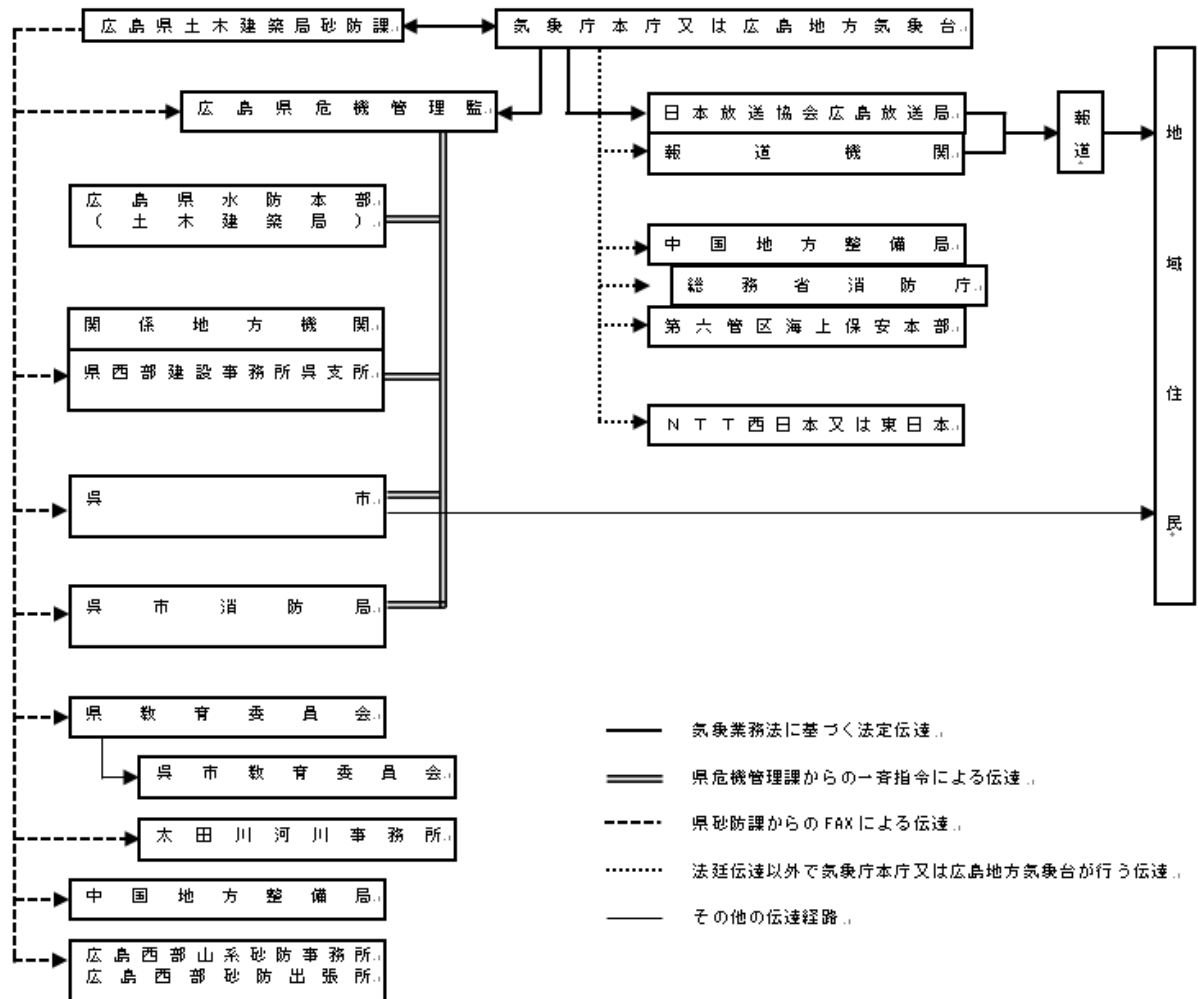 広島県土木建築局砂防課
気象庁本庁又は広島地方気象台
広島県危機管理監
日本放送協会広島放送局
報道機関
報道
地域住民
広島県水防本部
(土木建築局)
中国地方整備局
総務省消防庁
第六管区海上保安本部
関係地方機関
県西部建設事務所呉支所
NTT西日本又は東日本
呉市
呉市消防局
県教育委員会
呉市教育委員会
太田川河川事務所
中国地方整備局
広島西部山系砂防事務所
広島西部砂防出張所
気象業務法に基づく法定伝達
県危機管理課からの一斉指令による伝達
県砂防課からのFAXによる伝達
法廷伝達以外で気象庁本庁又は広島地方気象台が行う伝達
その他の伝達経路